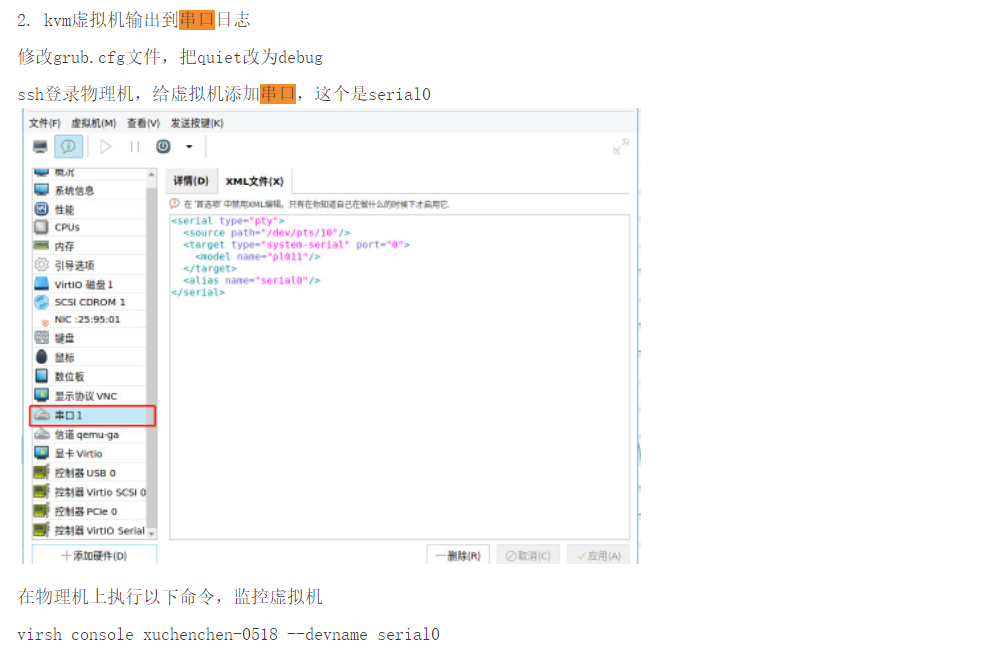 2. kvm虚拟机输出到串口日志
修改grub.cfg文件，把quiet改为debug
ssh登录物理机，给虚拟机添加串口，这个是serial0
文件(F) 虚拟机(M) 查看(V) 发送按键(K)
概况
系统信息
性能
CPUs
内存
引导选项
VirtIO 磁盘 1
SCSI CDROM 1
NIC :25:95:01
键盘
鼠标
数位板
显示协议 VNC
串口 1
信道 qemu-ga
显卡 Virtio
控制器 USB 0
控制器 Virtio SCSI 0
控制器 PCIe 0
控制器 VirtIO Serial
添加硬件(D)
详情(D) XML文件(X)
在 '首选项' 中禁用XML编辑。只有在你知道自己在做什么的时候下才启用它.
<serial type="pty">
<source path="/dev/pts/10"/>
<target type="system-serial" port="0">
<model name="pl011"/>
</target>
<alias name="serial0"/>
</serial>
删除(R) 取消(C) 应用(A)
在物理机上执行以下命令，监控虚拟机
virsh console xuchenchen-0518 --devname serial0